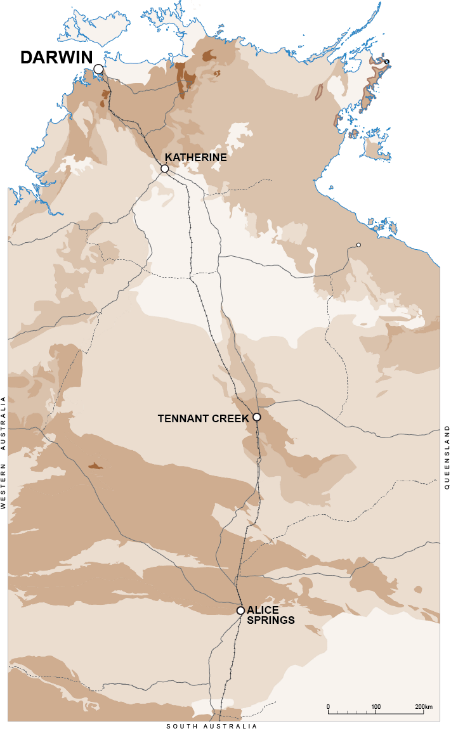 DARWIN
KATHERINE
TENNANT CREEK
WESTERN AUSTRALIA
QUEENSLAND
ALICE
SPRINGS
0 100 200km
SOUTH AUSTRALIA